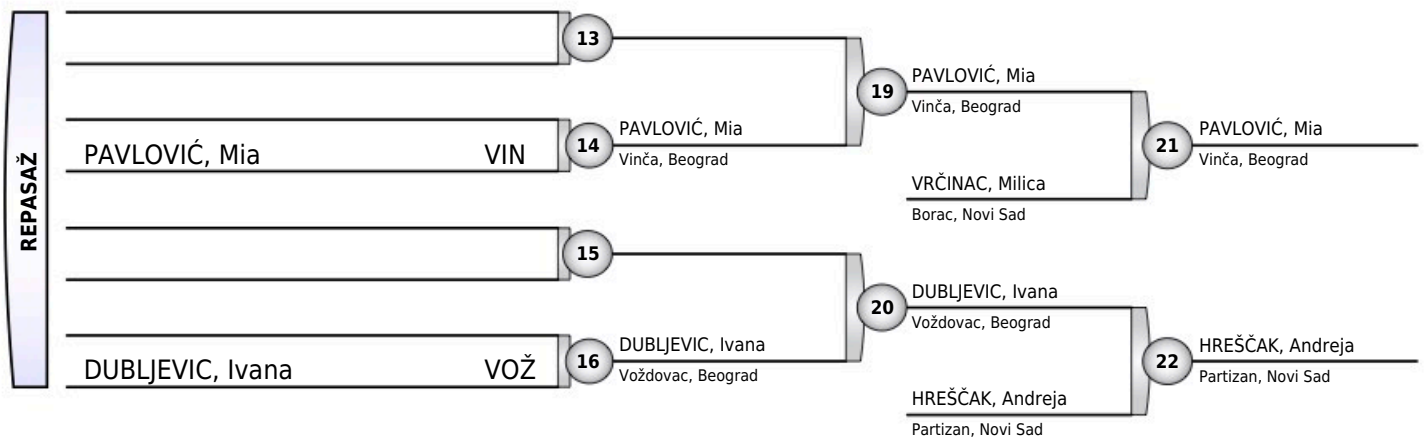 REPASAŽ
13
PAVLOVIĆ, Mia VIN
14
PAVLOVIĆ, Mia
Vinča, Beograd
19
PAVLOVIĆ, Mia
Vinča, Beograd
VRČINAC, Milica
Borac, Novi Sad
21
PAVLOVIĆ, Mia
Vinča, Beograd
15
DUBLJEVIC, Ivana VOŽ
16
DUBLJEVIC, Ivana
Voždovac, Beograd
20
DUBLJEVIC, Ivana
Voždovac, Beograd
HREŠČAK, Andreja
Partizan, Novi Sad
22
HREŠČAK, Andreja
Partizan, Novi Sad